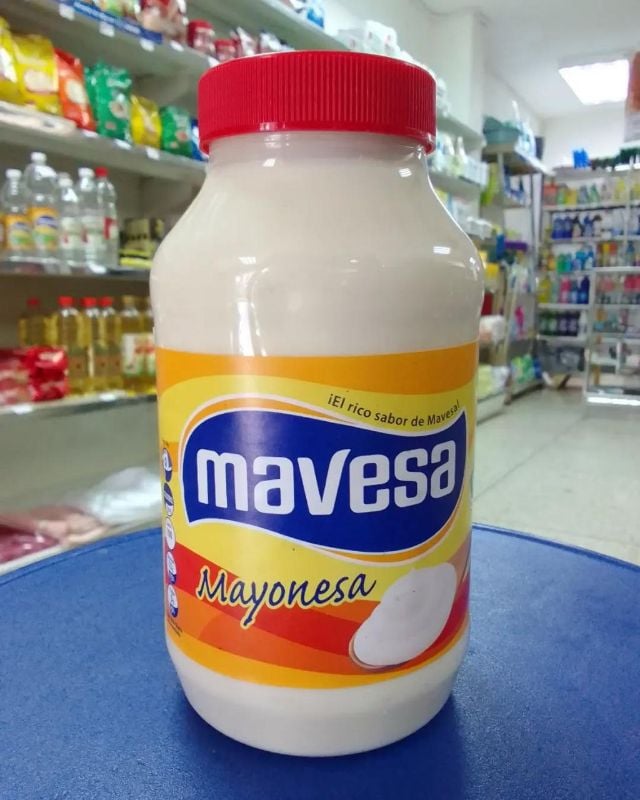 ¡El rico sabor de Mavesa!
mavesa
Mayonesa